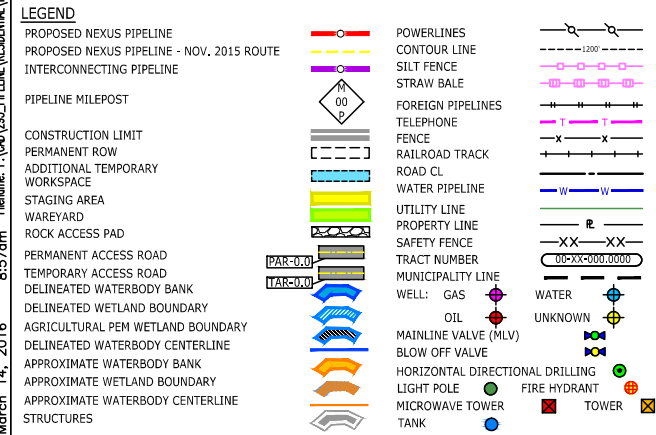 LEGEND
PROPOSED NEXUS PIPELINE
PROPOSED NEXUS PIPELINE - NOV. 2015 ROUTE
INTERCONNECTING PIPELINE
PIPELINE MILEPOST
M
00
P
CONSTRUCTION LIMIT
PERMANENT ROW
ADDITIONAL TEMPORARY
WORKSPACE
STAGING AREA
WAREYARD
ROCK ACCESS PAD
PERMANENT ACCESS ROAD
PAR-0.0
TEMPORARY ACCESS ROAD
TAR-0.0
DELINEATED WATERBODY BANK
DELINEATED WETLAND BOUNDARY
AGRICULTURAL PEM WETLAND BOUNDARY
DELINEATED WATERBODY CENTERLINE
APPROXIMATE WATERBODY BANK
APPROXIMATE WETLAND BOUNDARY
APPROXIMATE WATERBODY CENTERLINE
STRUCTURES
POWERLINES
CONTOUR LINE 1200'
SILT FENCE
STRAW BALE
FOREIGN PIPELINES
TELEPHONE T T
FENCE X X
RAILROAD TRACK
ROAD CL
WATER PIPELINE W W
UTILITY LINE
PROPERTY LINE PL
SAFETY FENCE XX XX
TRACT NUMBER 00-XX-000.0000
MUNICIPALITY LINE
WELL: GAS WATER
OIL UNKNOWN
MAINLINE VALVE (MLV)
BLOW OFF VALVE
HORIZONTAL DIRECTIONAL DRILLING
LIGHT POLE FIRE HYDRANT
MICROWAVE TOWER TOWER
TANK
March 14, 2016 8:57am